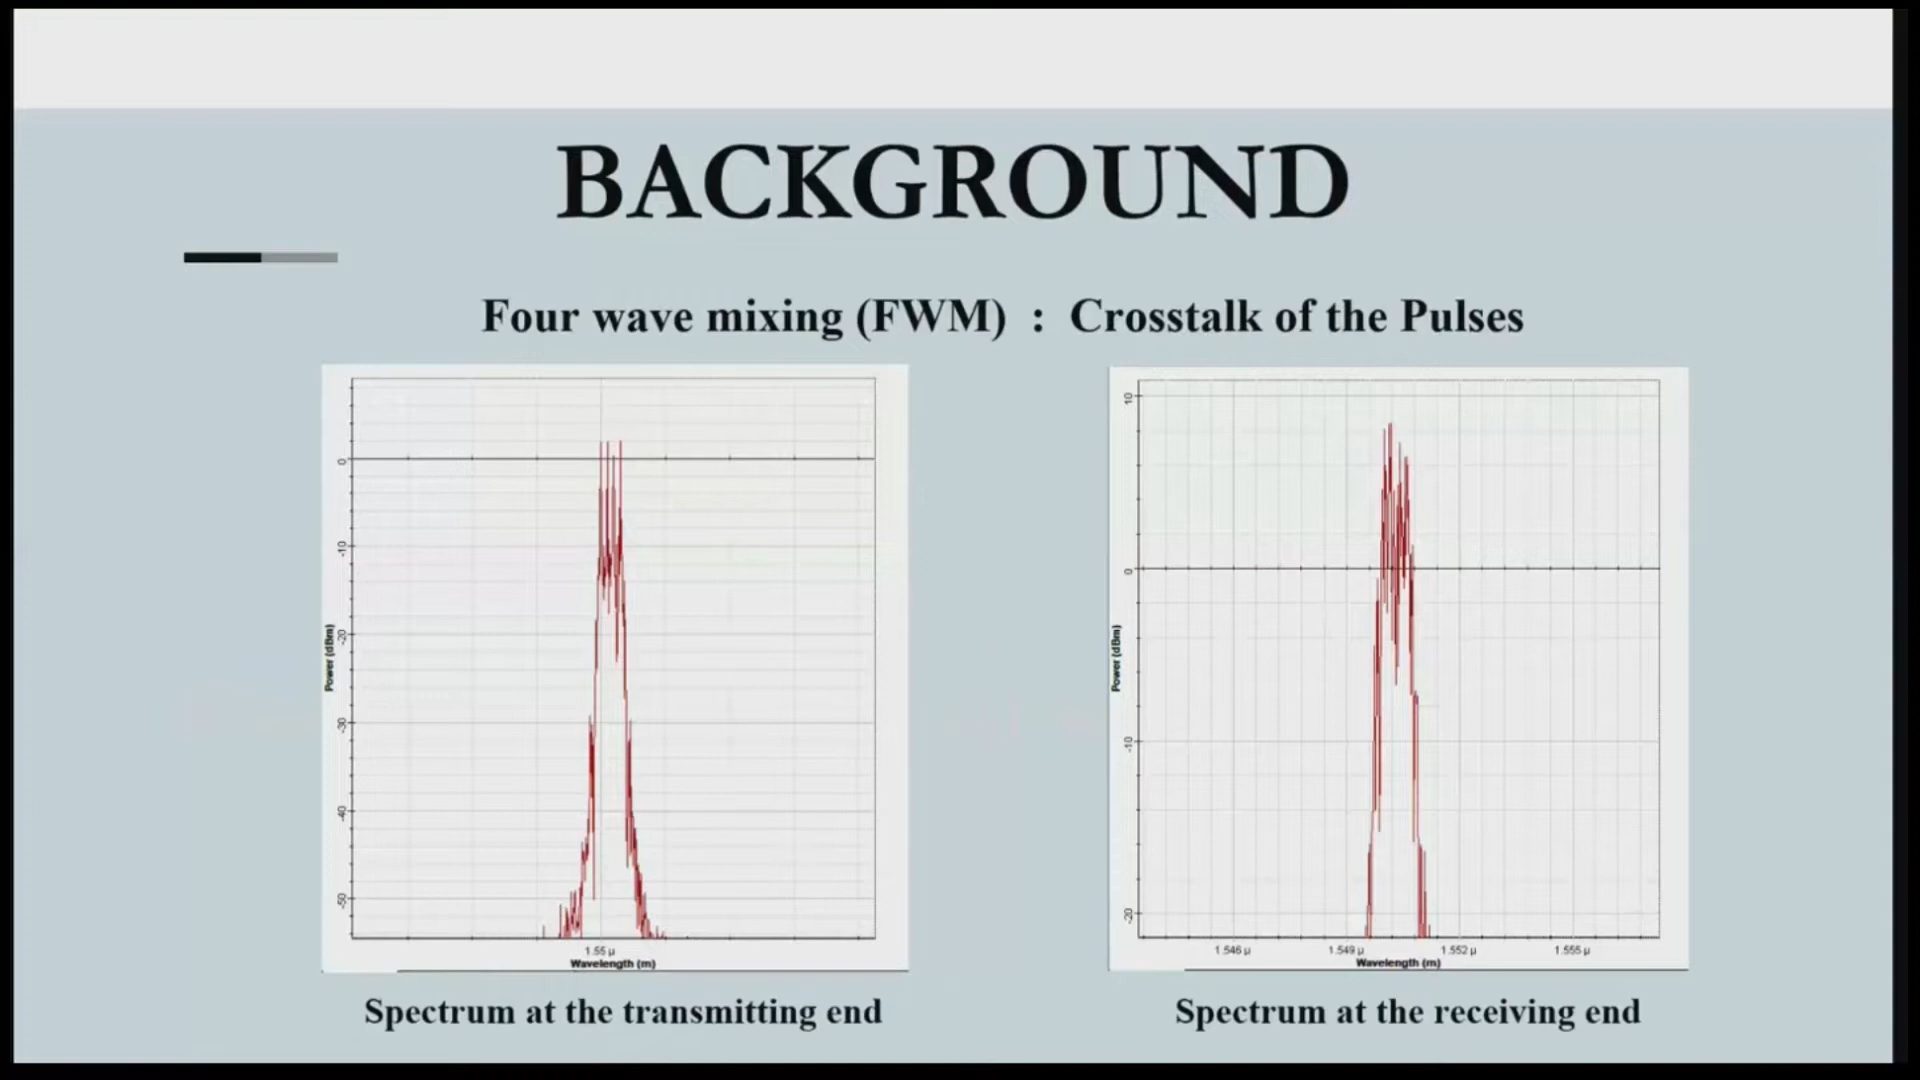 BACKGROUND
Four wave mixing (FWM) : Crosstalk of the Pulses
0
-10
-20
-30
-40
-50
Power (dBm)
1.55 µ
Wavelength (m)
10
0
-10
-20
Power (dBm)
1.546 µ 1.549 µ 1.552 µ 1.555 µ
Wavelength (m)
Spectrum at the transmitting end
Spectrum at the receiving end